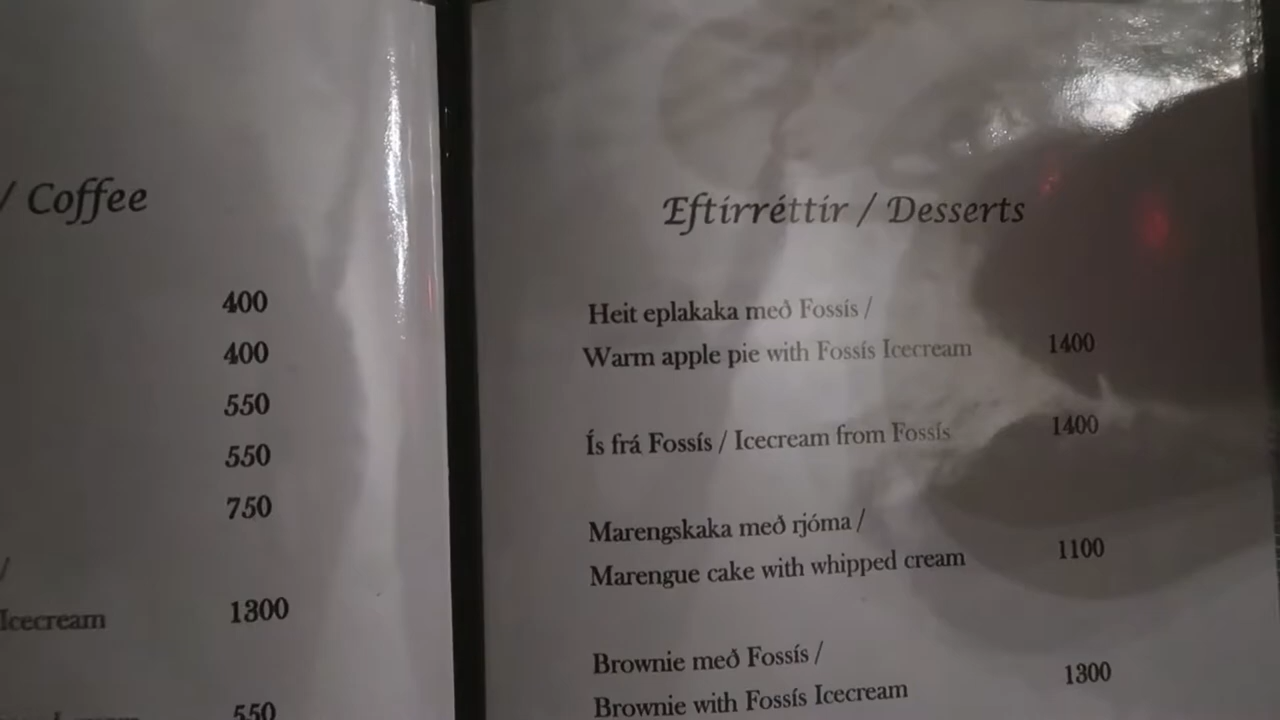 / Coffee
400
400
550
550
750
/
Icecream 1300
550
Eftirréttir / Desserts
Heit eplakaka með Fossís /
Warm apple pie with Fossís Icecream 1400
Ís frá Fossís / Icecream from Fossís 1400
Marengskaka með rjóma /
Marengue cake with whipped cream 1100
Brownie með Fossís /
Brownie with Fossís Icecream 1300